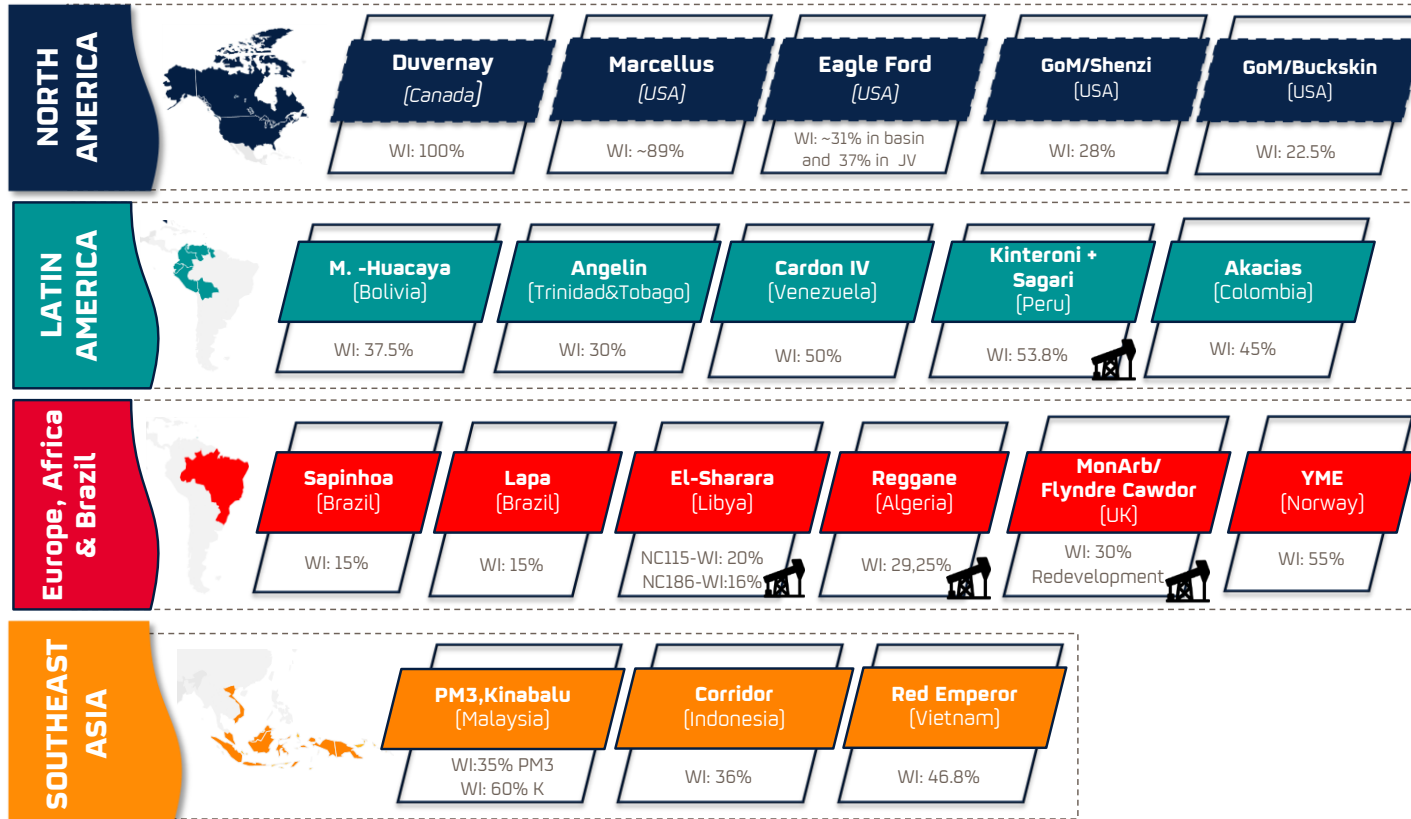 NORTH
AMERICA
Duvernay
(Canada)
WI: 100%
Marcellus
(USA)
WI: ~89%
Eagle Ford
(USA)
WI: ~31% in basin
and 37% in JV
GoM/Shenzi
(USA)
WI: 28%
GoM/Buckskin
(USA)
WI: 22.5%
LATIN
AMERICA
M. -Huacaya
(Bolivia)
WI: 37.5%
Angelin
(Trinidad&Tobago)
WI: 30%
Cardon IV
(Venezuela)
WI: 50%
Kinteroni +
Sagari
(Peru)
WI: 53.8%
Akacias
(Colombia)
WI: 45%
Europe, Africa
& Brazil
Sapinhoa
(Brazil)
WI: 15%
Lapa
(Brazil)
WI: 15%
El-Sharara
(Libya)
NC115-WI: 20%
NC186-WI:16%
Reggane
(Algeria)
WI: 29,25%
MonArb/
Flyndre Cawdor
(UK)
WI: 30%
Redevelopment
YME
(Norway)
WI: 55%
SOUTHEAST
ASIA
PM3,Kinabalu
(Malaysia)
WI:35% PM3
WI: 60% K
Corridor
(Indonesia)
WI: 36%
Red Emperor
(Vietnam)
WI: 46.8%